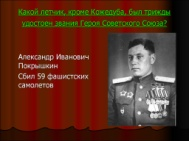 Какой летчик, кроме Кожедуба, был трижды
удостоен звания Героя Советского Союза?
Александр Иванович
Покрышкин
Сбил 59 фашистских
самолетов